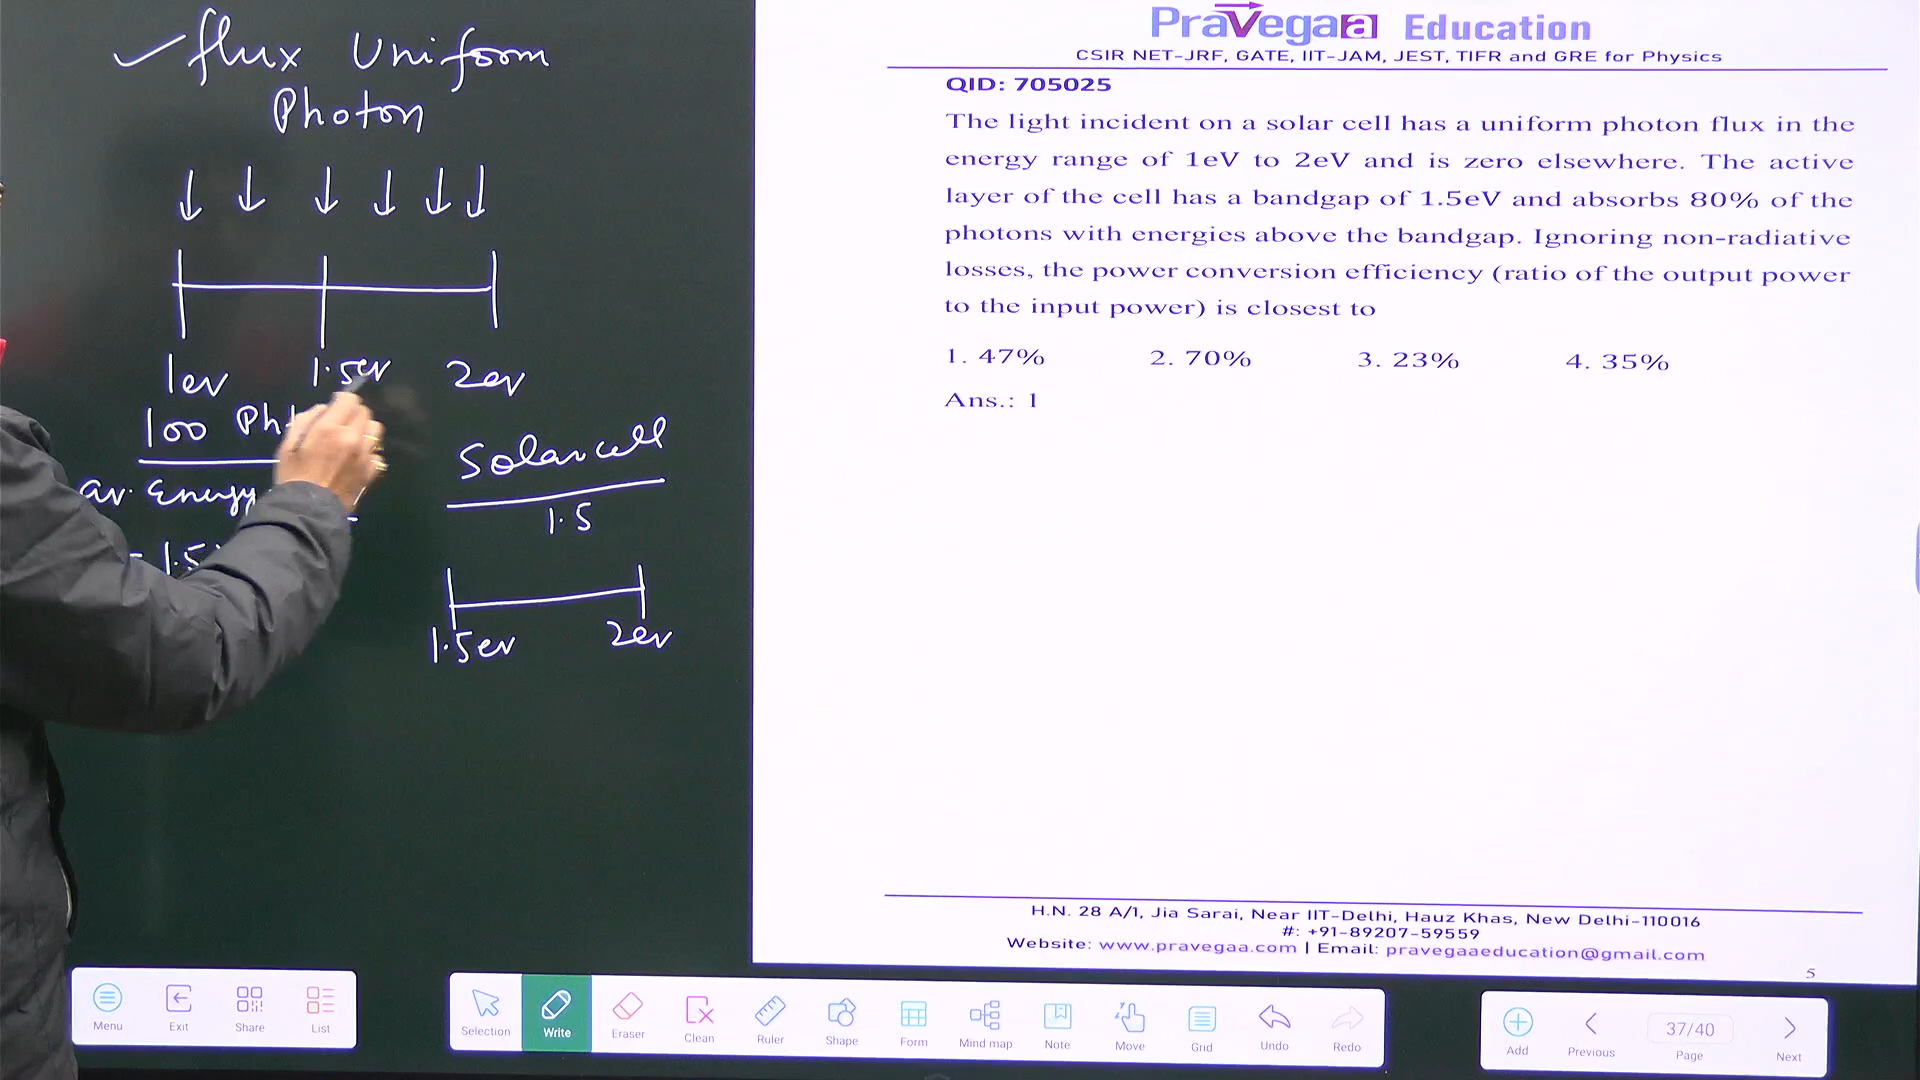 ✓ flux Uniform
Photon
1ev 1.5ev 2ev
100
av. Energy
Solar cell
1.5
1.5ev 2ev
PraVegaa Education
CSIR NET-JRF, GATE, IIT-JAM, JEST, TIFR and GRE for Physics
QID: 705025
The light incident on a solar cell has a uniform photon flux in the
energy range of 1eV to 2eV and is zero elsewhere. The active
layer of the cell has a bandgap of 1.5eV and absorbs 80% of the
photons with energies above the bandgap. Ignoring non-radiative
losses, the power conversion efficiency (ratio of the output power
to the input power) is closest to
1. 47% 2. 70% 3. 23% 4. 35%
Ans.: 1
H.N. 28 A/1, Jia Sarai, Near IIT-Delhi, Hauz Khas, New Delhi-110016
#: +91-89207-59559
Website: www.pravegaa.com | Email: pravegaaeducation@gmail.com
5
Menu Exit Share List
Selection Write Eraser Clean Ruler Shape Form Mind map Note Move Grid Undo Redo
Add Previous 37/40 Page Next